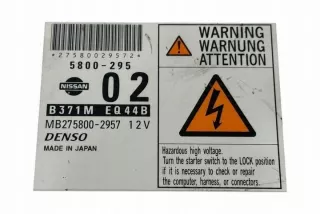 *27580029572*
5800-295
NISSAN
02
B371M EQ44B
MB275800-2957 12V
DENSO
MADE IN JAPAN
WARNING
WARNUNG
ATTENTION
Hazardous high voltage.
Turn the starter switch to the LOCK position
if it is necessary to check or repair
the computer, harness, or connectors.